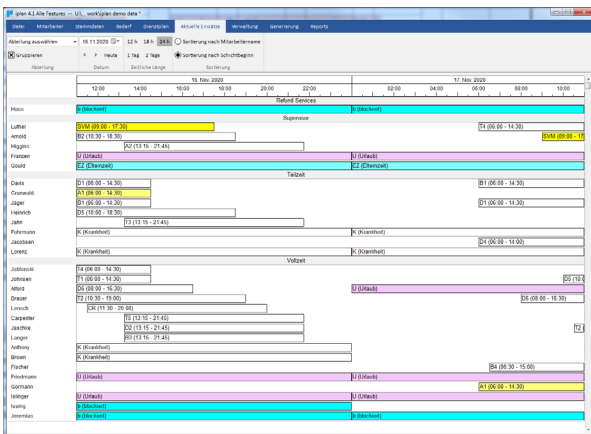 iplan 4.1 Alle Features — U:\_ work\iplan demo data *
Datei Mitarbeiter Stammdaten Bedarf Dienstplan Aktuelle Einsätze Verwaltung Generierung Reports
Abteilung auswählen 16.11.2020 12 h 18 h 24 h Sortierung nach Mitarbeitername
Gruppieren < > Heute 1 Tag 2 Tage Sortierung nach Schichtbeginn
Abteilung Datum Zeitliche Länge Sortierung
16. Nov. 2020 17. Nov. 2020
12:00 14:00 16:00 18:00 20:00 22:00 02:00 04:00 06:00 08:00 10:00
Refund Services
Haus b (blockiert) b (blockiert)
Supervisor
Luther SVM (09:00 - 17:30) T4 (06:00 - 14:30)
Arnold B2 (10:30 - 18:30) SVM (09:00 - 17
Higgins A2 (13:15 - 21:45)
Franzen U (Urlaub) U (Urlaub)
Gould EZ (Elternzeit) EZ (Elternzeit)
Teilzeit
Davis D1 (06:00 - 14:30) B1 (06:00 - 14:30)
Grunwald A1 (06:00 - 14:30)
Jäger B1 (06:00 - 14:30) D1 (06:00 - 14:30)
Heinrich D5 (10:00 - 18:30)
Jahn T3 (13:15 - 21:45)
Fuhrmann K (Krankheit) K (Krankheit)
Jacobsen D4 (06:00 - 14:00)
Lorenz K (Krankheit) K (Krankheit)
Vollzeit
Jablonski T4 (06:00 - 14:30)
Johnsen T1 (06:00 - 14:30) D5 (10:0
Alford D6 (08:00 - 16:30) U (Urlaub)
Brauer T2 (10:30 - 19:00) D6 (08:00 - 16:30)
CR (11:30 - 20:00)
Carpenter T5 (13:15 - 21:45)
Jaschke D2 (13:15 - 21:45) T2 (
Langer B3 (13:15 - 21:45)
Anthony K (Krankheit)
Brown K (Krankheit)
Fischer B4 (06:30 - 15:00)
Friedmann U (Urlaub) U (Urlaub)
Gormann A1 (06:00 - 14:30)
Islinger U (Urlaub) U (Urlaub)
b (blockiert)
Jeremias b (blockiert) b (blockiert)